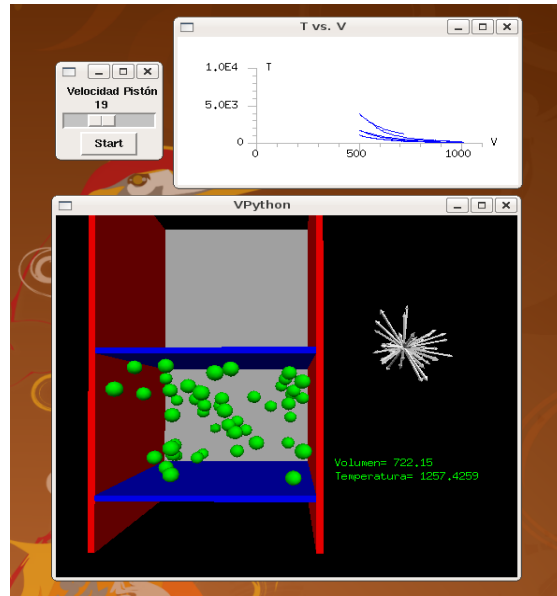 T vs. V
1.0E4
T
5.0E3
0
0
500
1000
V
Velocidad Pistón
19
Start
VPython
Volumen= 722.15
Temperatura= 1257.4259